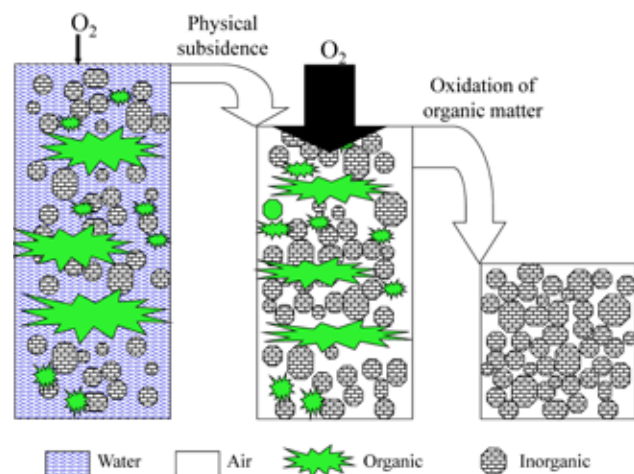 O₂
Physical
subsidence
O₂
Oxidation of
organic matter
Water
Air
Organic
Inorganic